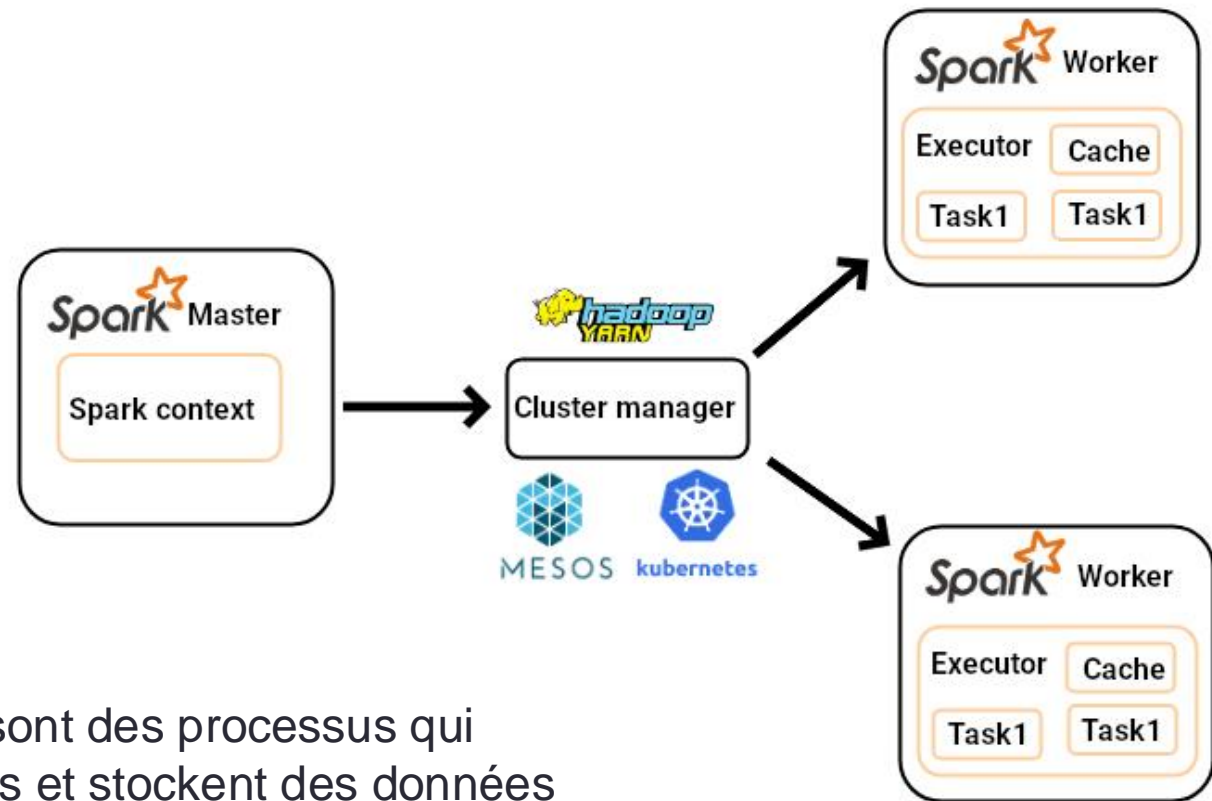 Spark Worker
Executor
Cache
Task1
Task1
Spark Master
Spark context
hadoop
YARN
Cluster manager
MESOS
kubernetes
Spark Worker
Executor
Cache
Task1
Task1
sont des processus qui
s et stockent des données